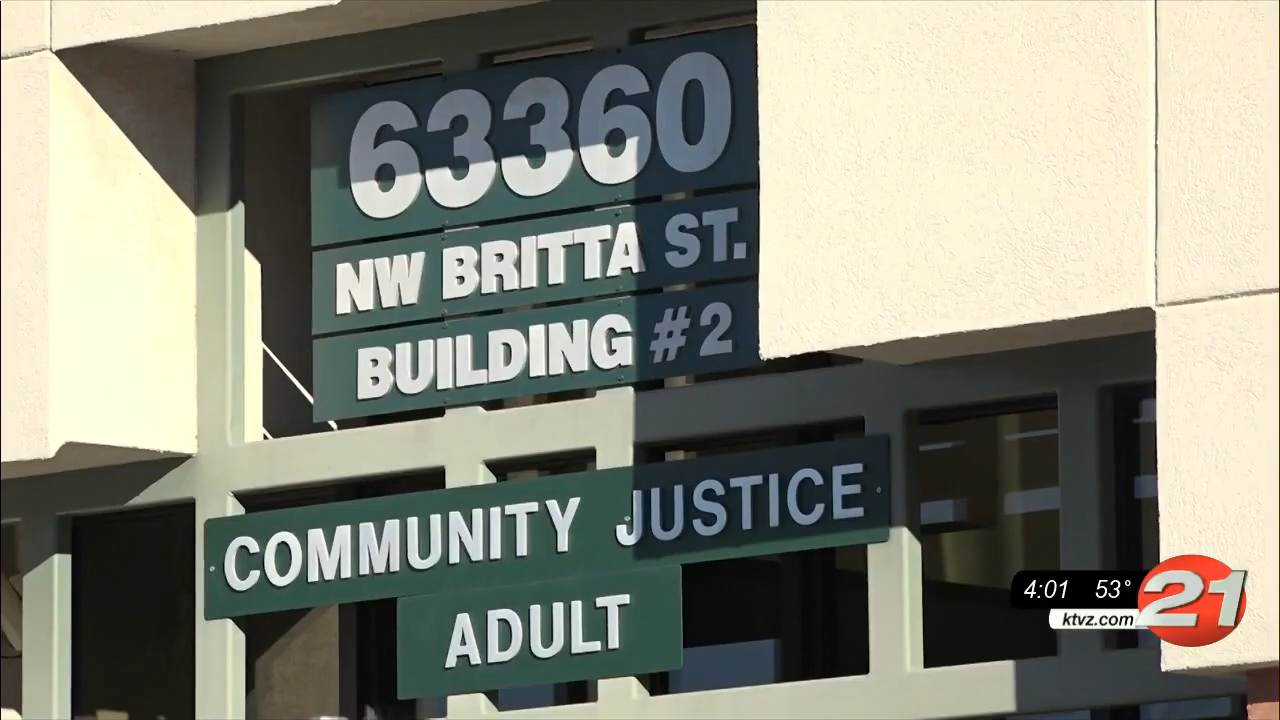 63360
NW BRITTA ST.
BUILDING #2
COMMUNITY JUSTICE
ADULT
4:01 53°
ktvz.com
21